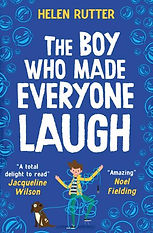 HELEN RUTTER
THE BOY
WHO MADE
EVERYONE
LAUGH
"A total
delight to read"
Jacqueline
Wilson
"Amazing"
Noel
Fielding